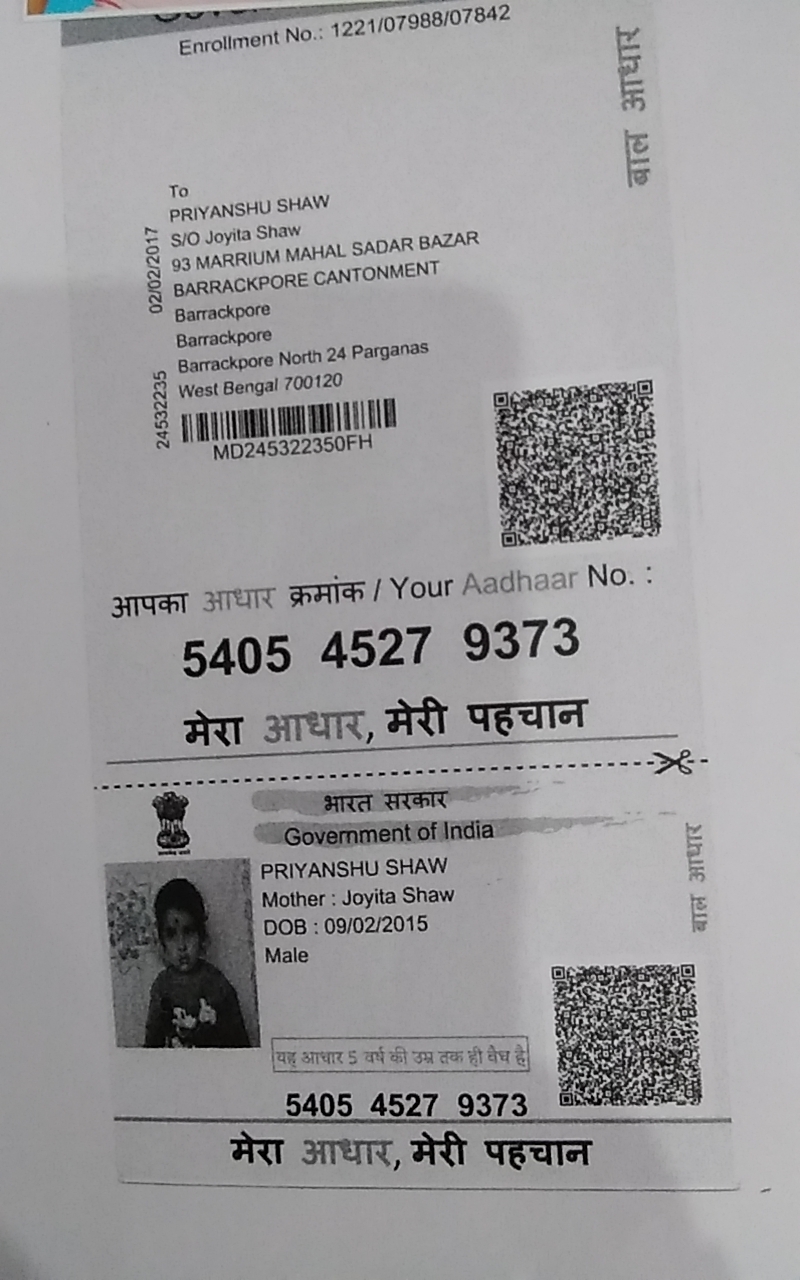 Enrollment No.: 1221/07988/07842
बाल आधार
To
PRIYANSHU SHAW
S/O Joyita Shaw
93 MARRIUM MAHAL SADAR BAZAR
BARRACKPORE CANTONMENT
Barrackpore
Barrackpore
Barrackpore North 24 Parganas
West Bengal 700120
02/02/2017
24532235
MD245322350FH
आपका आधार क्रमांक / Your Aadhaar No. :
5405 4527 9373
मेरा आधार, मेरी पहचान
भारत सरकार
Government of India
PRIYANSHU SHAW
Mother : Joyita Shaw
DOB : 09/02/2015
Male
बाल आधार
यह आधार 5 वर्ष की उम्र तक ही वैध है
5405 4527 9373
मेरा आधार, मेरी पहचान